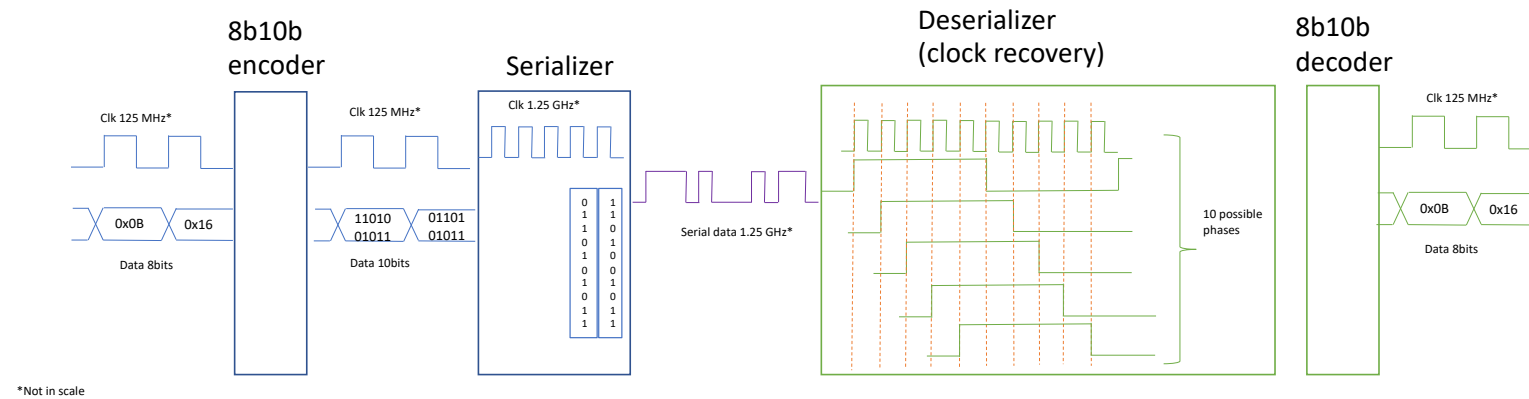 8b10b
encoder
Serializer
Deserializer
(clock recovery)
8b10b
decoder
Clk 125 MHz*
Clk 125 MHz*
Clk 1.25 GHz*
Clk 125 MHz*
0x0B
0x16
11010
01011
01101
01011
0 1
1 1
1 0
0 1
1 0
0 0
1 1
0 0
1 1
1 1
Serial data 1.25 GHz*
10 possible
phases
0x0B
0x16
Data 8bits
Data 10bits
Data 8bits
*Not in scale